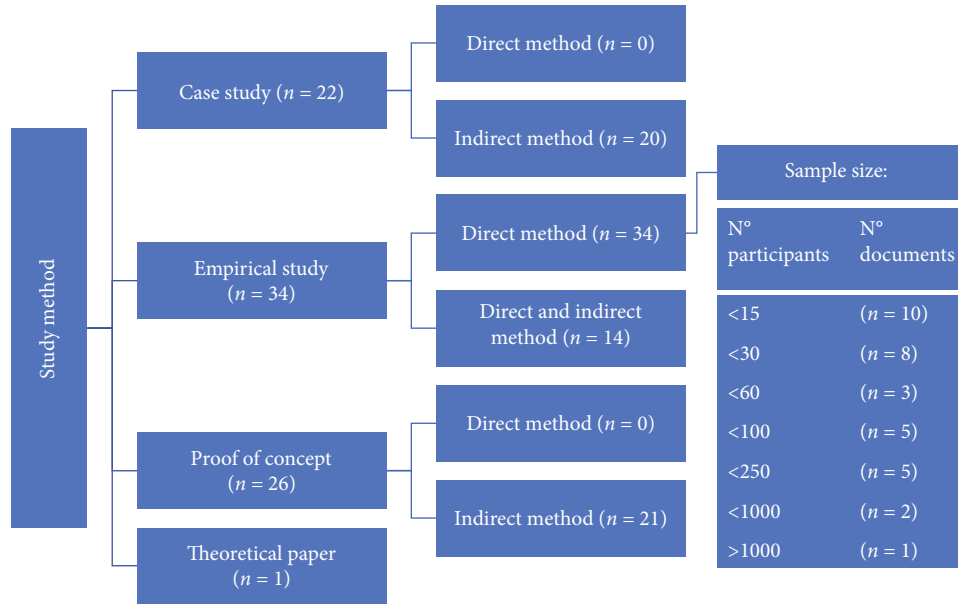 Study method
Case study (n = 22)
Direct method (n = 0)
Indirect method (n = 20)
Empirical study
(n = 34)
Direct method (n = 34)
Direct and indirect
method (n = 14)
Proof of concept
(n = 26)
Direct method (n = 0)
Indirect method (n = 21)
Theoretical paper
(n = 1)
Sample size:
N° participants N° documents
<15 (n = 10)
<30 (n = 8)
<60 (n = 3)
<100 (n = 5)
<250 (n = 5)
<1000 (n = 2)
>1000 (n = 1)